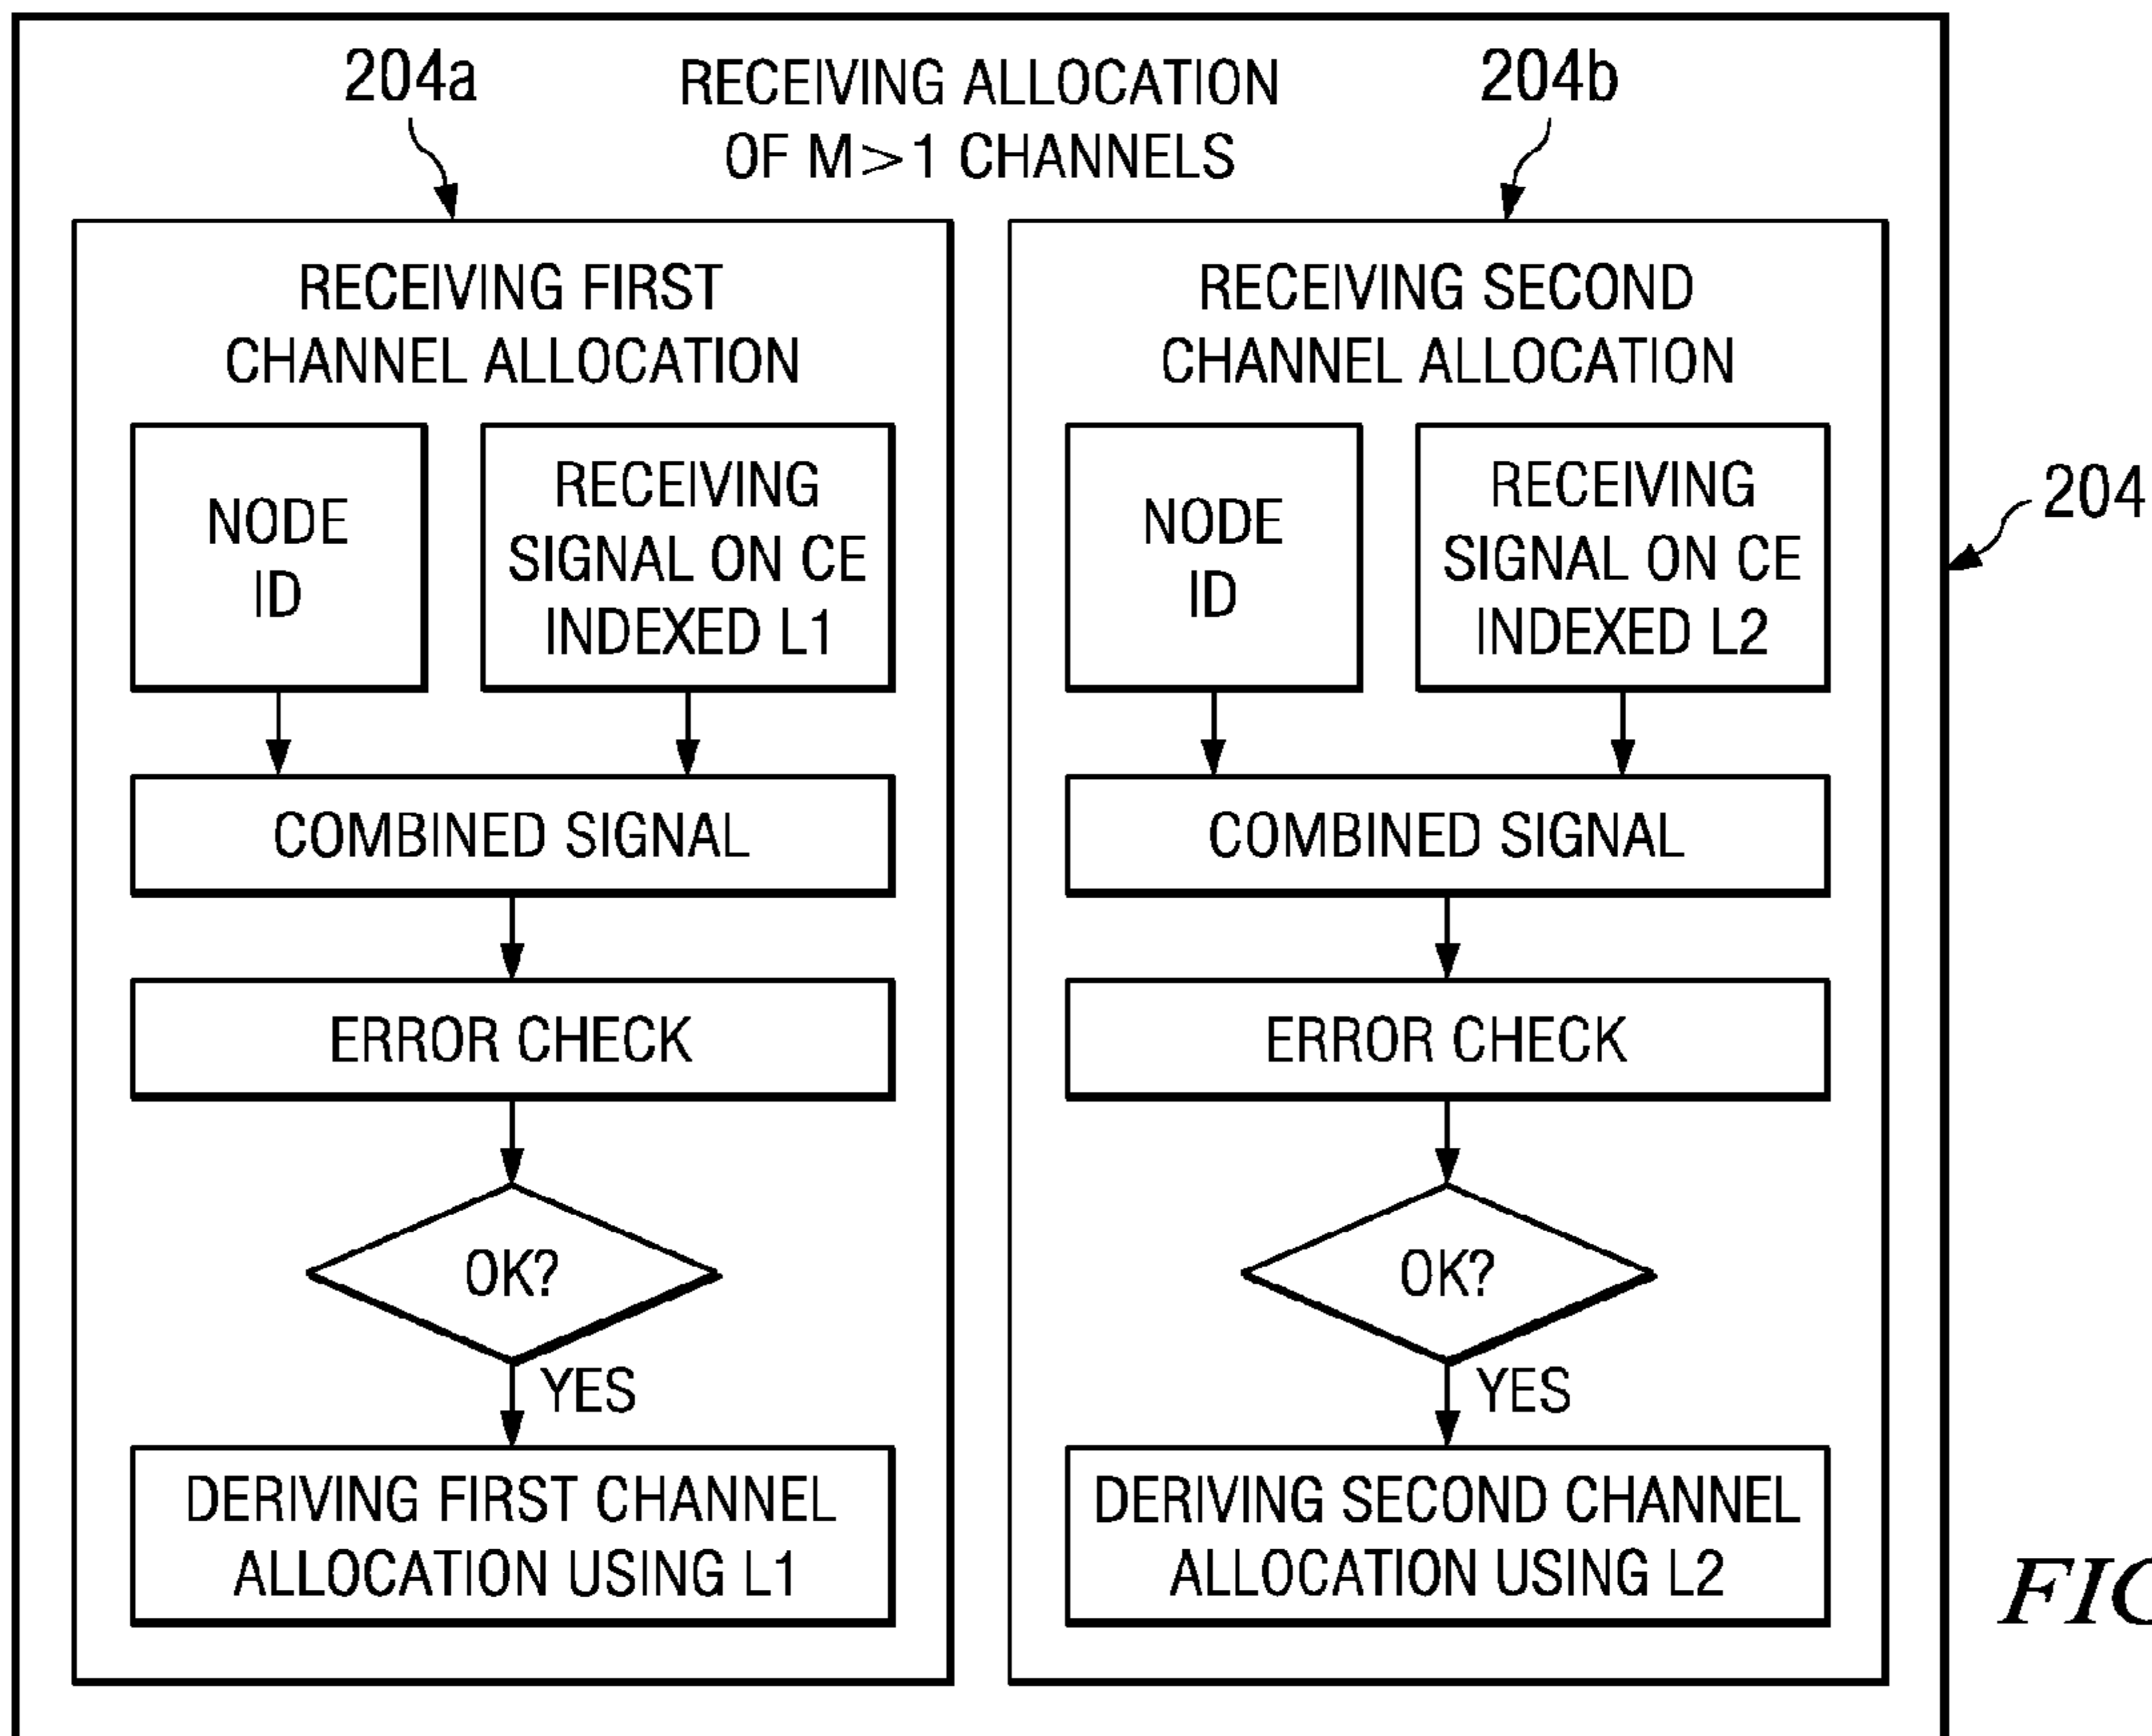 204a
RECEIVING ALLOCATION
OF M>1 CHANNELS
204b
204
RECEIVING FIRST
CHANNEL ALLOCATION
NODE
ID
RECEIVING
SIGNAL ON CE
INDEXED L1
COMBINED SIGNAL
ERROR CHECK
OK?
YES
DERIVING FIRST CHANNEL
ALLOCATION USING L1
RECEIVING SECOND
CHANNEL ALLOCATION
NODE
ID
RECEIVING
SIGNAL ON CE
INDEXED L2
COMBINED SIGNAL
ERROR CHECK
OK?
YES
DERIVING SECOND CHANNEL
ALLOCATION USING L2